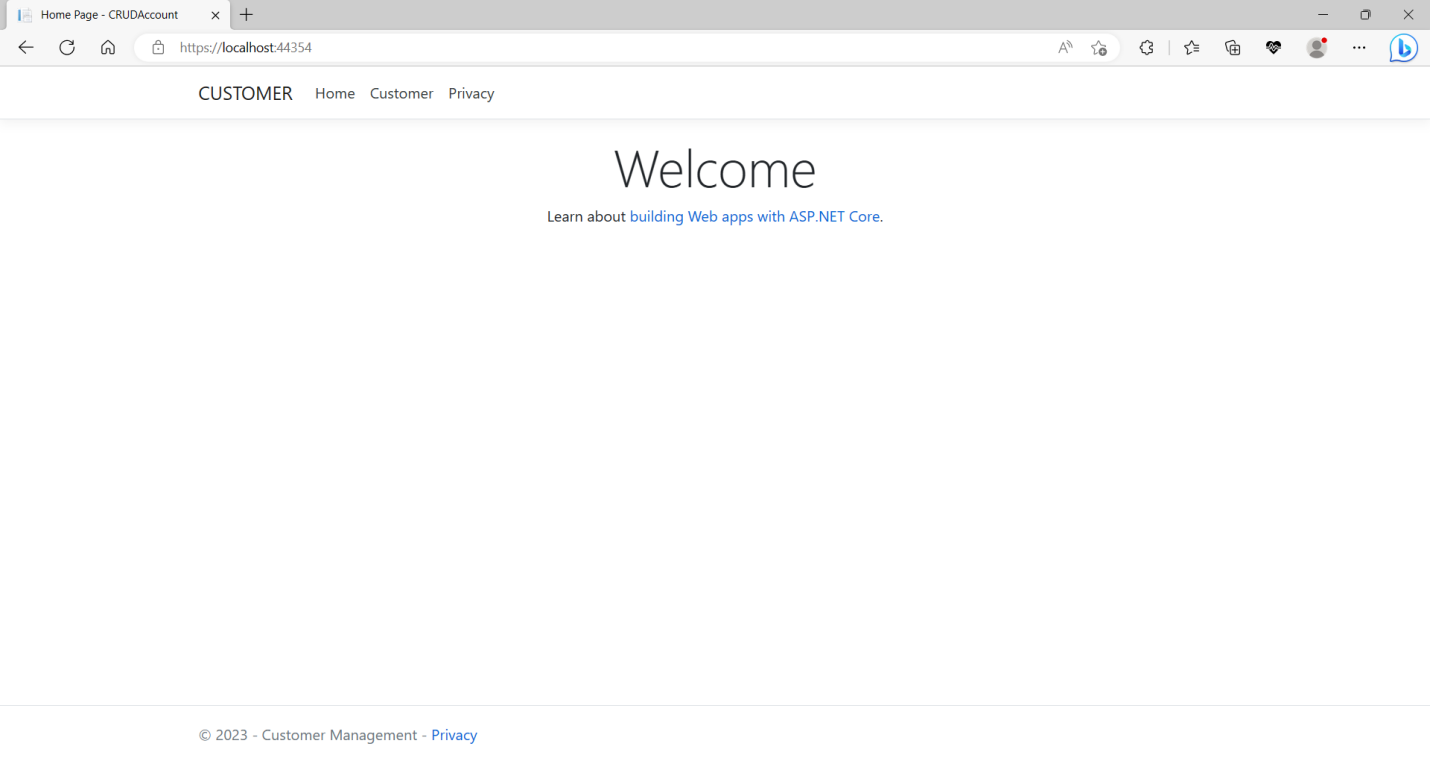 Home Page - CRUDAccount
https://localhost:44354
CUSTOMER Home Customer Privacy
Welcome
Learn about building Web apps with ASP.NET Core.
© 2023 - Customer Management - Privacy